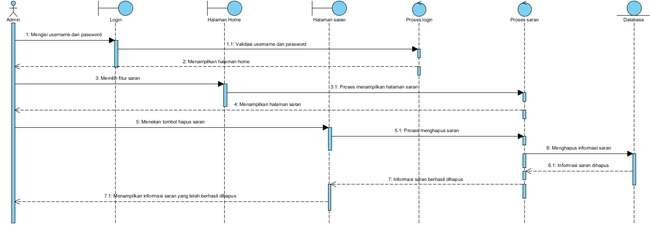 Admin
Login
Halaman Home
Halaman saran
Proses login
Proses saran
Database
1: Mengisi username dan password
1.1: Validasi username dan password
2: Menampilkan halaman home
3: Memilih fitur saran
3.1: Proses menampilkan halaman saran
4: Menampilkan halaman saran
5: Menekan tombol hapus saran
5.1: Proses menghapus saran
6: Menghapus informasi saran
6.1: Informasi saran dihapus
7: Informasi saran berhasil dihapus
7.1: Menampilkan informasi saran yang telah berhasil dihapus